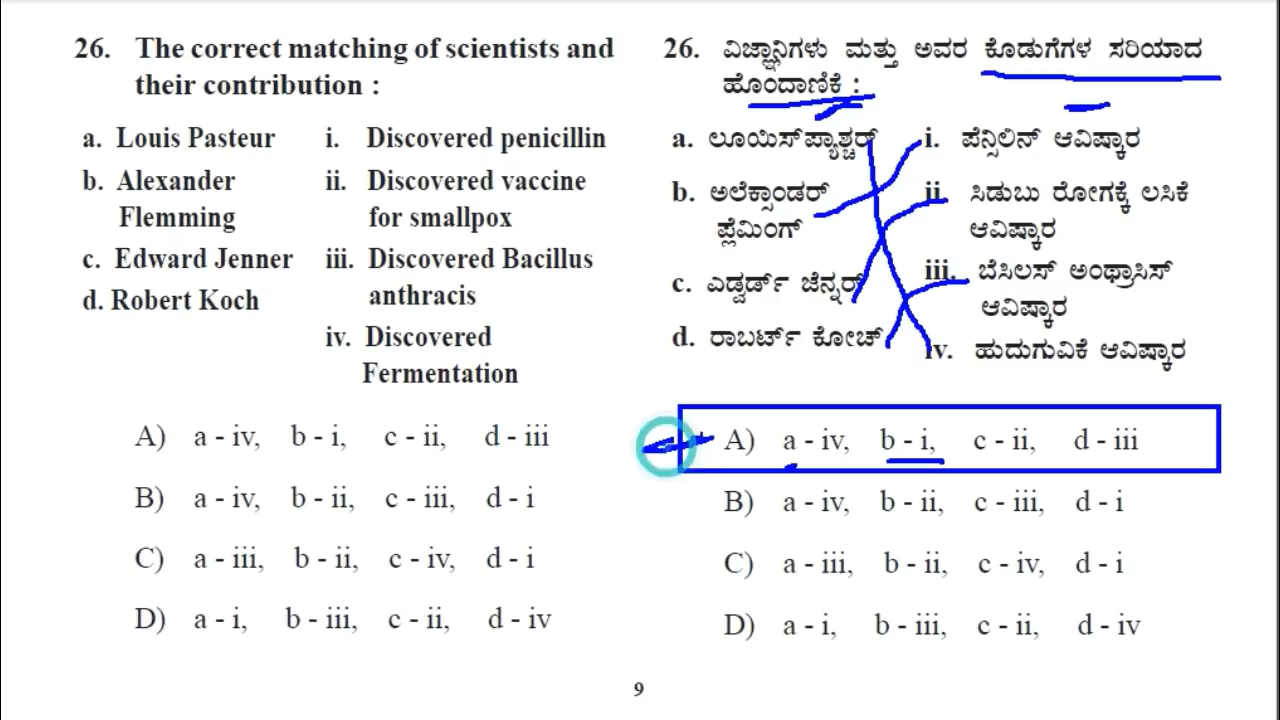 26. The correct matching of scientists and
their contribution :
a. Louis Pasteur i. Discovered penicillin
b. Alexander ii. Discovered vaccine
Flemming for smallpox
c. Edward Jenner iii. Discovered Bacillus
d. Robert Koch anthracis
iv. Discovered
Fermentation
A) a - iv, b - i, c - ii, d - iii
B) a - iv, b - ii, c - iii, d - i
C) a - iii, b - ii, c - iv, d - i
D) a - i, b - iii, c - ii, d - iv
26. ವಿಜ್ಞಾನಿಗಳು ಮತ್ತು ಅವರ ಕೊಡುಗೆಗಳ ಸರಿಯಾದ
ಹೊಂದಾಣಿಕೆ :
a. ಲೂಯಿಸ್‌ಪ್ಯಾಶ್ಚರ್ i. ಪೆನ್ಸಿಲಿನ್ ಆವಿಷ್ಕಾರ
b. ಅಲೆಕ್ಸಾಂಡರ್ ii. ಸಿಡುಬು ರೋಗಕ್ಕೆ ಲಸಿಕೆ
ಪ್ಲೆಮಿಂಗ್ ಆವಿಷ್ಕಾರ
c. ಎಡ್ವರ್ಡ್ ಜೆನ್ನರ್ iii. ಬೆಸಿಲಸ್ ಅಂಥ್ರಾಸಿಸ್
ಆವಿಷ್ಕಾರ
d. ರಾಬರ್ಟ್ ಕೋಚ್ iv. ಹುದುಗುವಿಕೆ ಆವಿಷ್ಕಾರ
A) a - iv, b - i, c - ii, d - iii
B) a - iv, b - ii, c - iii, d - i
C) a - iii, b - ii, c - iv, d - i
D) a - i, b - iii, c - ii, d - iv
9